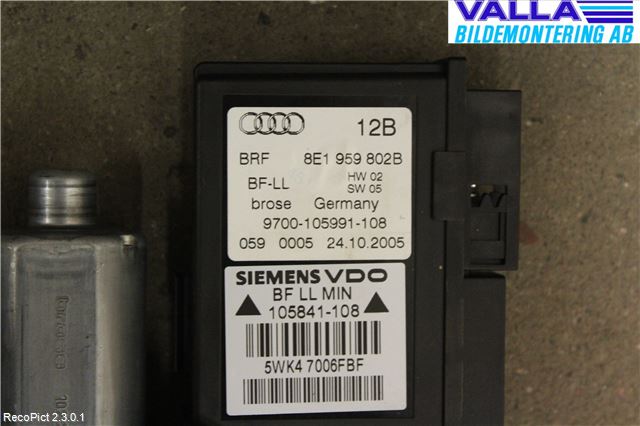 VALLA
BILDEMONTERING AB
12B
BRF 8E1 959 802B
BF-LL HW 02
SW 05
brose Germany
9700-105991-108
059 0005 24.10.2005
SIEMENS VDO
BF LL MIN
105841-108
5WK4 7006FBF
RecoPict 2.3.0.1